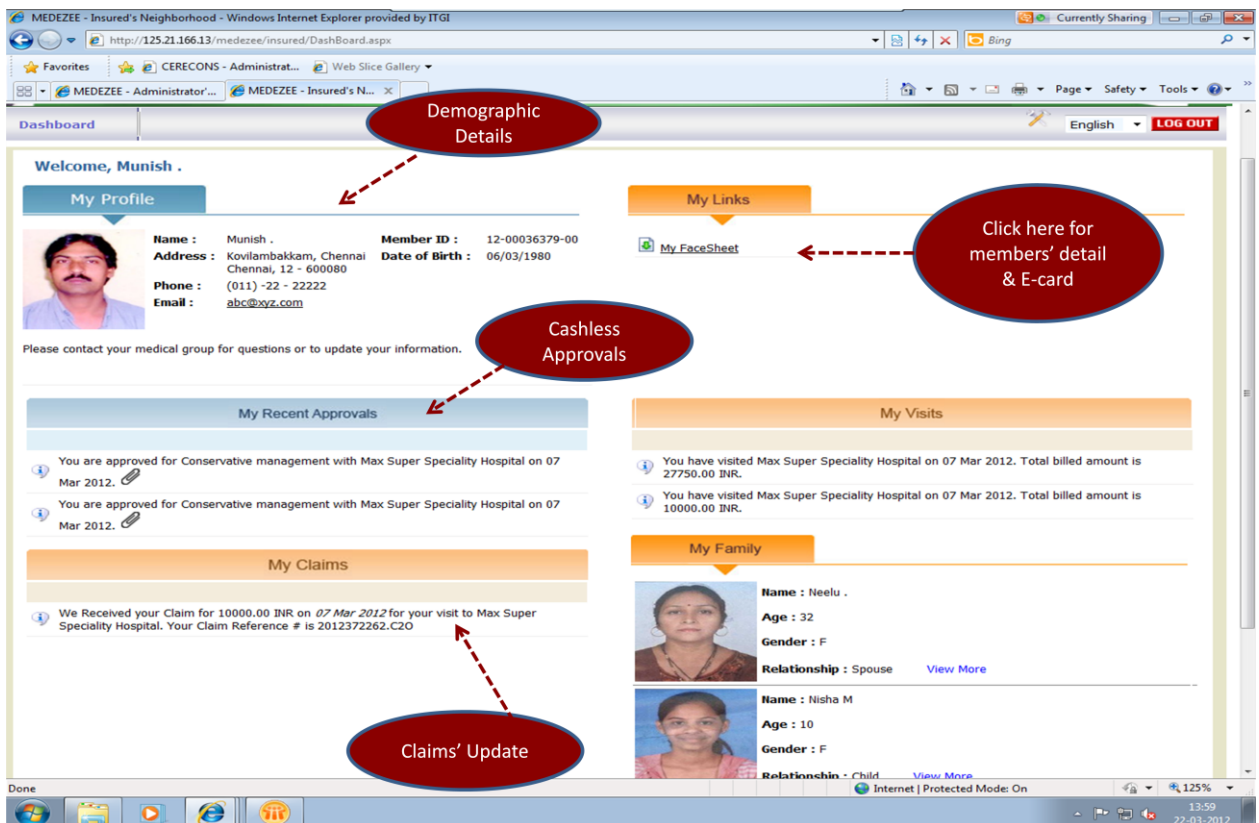 MEDEZEE - Insured's Neighborhood - Windows Internet Explorer provided by ITGI
Currently Sharing
http://125.21.166.13/medezee/insured/DashBoard.aspx
Bing
Favorites
CERECONS - Administrat...
Web Slice Gallery
MEDEZEE - Administrator'...
MEDEZEE - Insured's N...
Page
Safety
Tools
Dashboard
English
LOG OUT
Demographic
Details
Welcome, Munish .
My Profile
Name : Munish .
Address : Kovilambakkam, Chennai
Chennai, 12 - 600080
Phone : (011) -22 - 22222
Email : abc@xyz.com
Member ID : 12-00036379-00
Date of Birth : 06/03/1980
My Links
My FaceSheet
Click here for
members' detail
& E-card
Please contact your medical group for questions or to update your information.
Cashless
Approvals
My Recent Approvals
You are approved for Conservative management with Max Super Speciality Hospital on 07
Mar 2012.
You are approved for Conservative management with Max Super Speciality Hospital on 07
Mar 2012.
My Visits
You have visited Max Super Speciality Hospital on 07 Mar 2012. Total billed amount is
27750.00 INR.
You have visited Max Super Speciality Hospital on 07 Mar 2012. Total billed amount is
10000.00 INR.
My Claims
We Received your Claim for 10000.00 INR on 07 Mar 2012 for your visit to Max Super
Speciality Hospital. Your Claim Reference # is 2012372262.C2O
Claims' Update
My Family
Name : Neelu .
Age : 32
Gender : F
Relationship : Spouse View More
Name : Nisha M
Age : 10
Gender : F
Relationship : Child View More
Done
Internet | Protected Mode: On
125%
13:59
22-03-2012